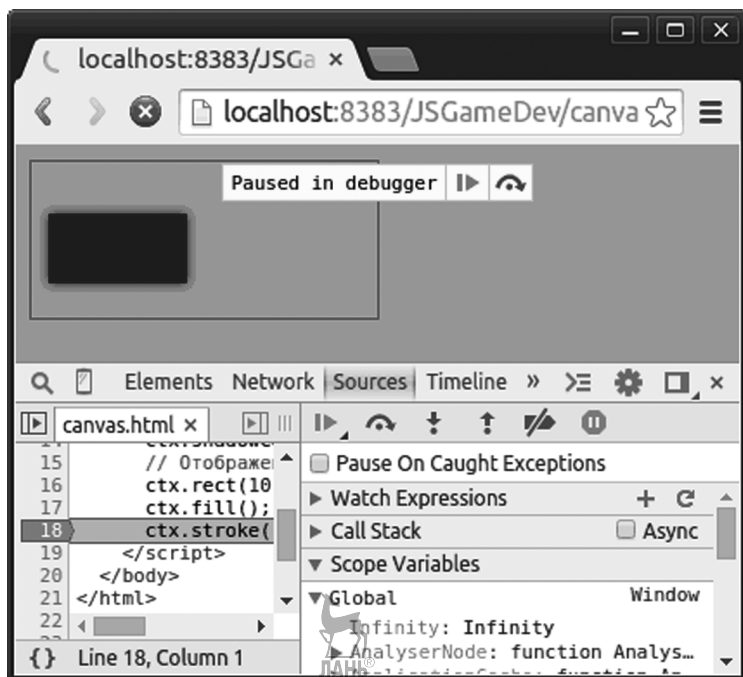 localhost:8383/JSGa
localhost:8383/JSGameDev/canva
Paused in debugger
Elements Network Sources Timeline »
canvas.html
15 // Отображе
16 ctx.rect(10
17 ctx.fill();
18 ctx.stroke(
19 </script>
20 </body>
21 </html>
22
{} Line 18, Column 1
Pause On Caught Exceptions
Watch Expressions
Call Stack Async
Scope Variables
Global Window
Infinity: Infinity
AnalyserNode: function Analys…
ЛАНЬ®